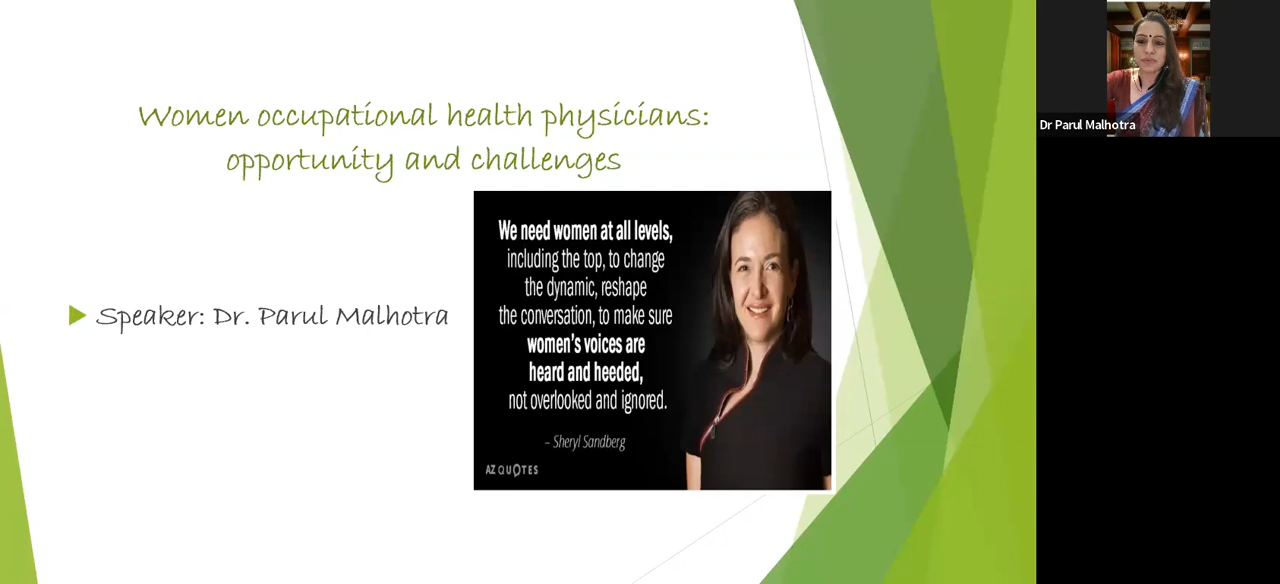 Women occupational health physicians:
opportunity and challenges
Speaker: Dr. Parul Malhotra
We need women at all levels,
including the top, to change
the dynamic, reshape
the conversation, to make sure
women's voices are
heard and heeded,
not overlooked and ignored.
– Sheryl Sandberg
AZ QUOTES
Dr Parul Malhotra